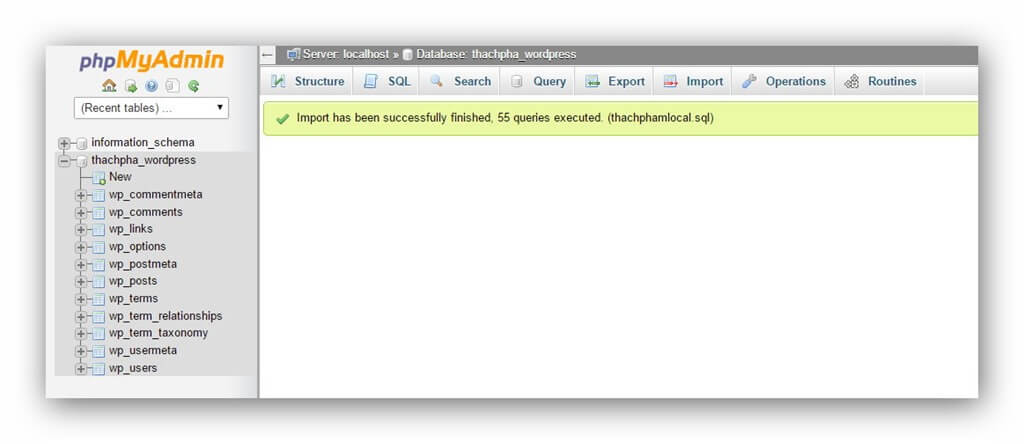 phpMyAdmin
(Recent tables) ...
information_schema
thachpha_wordpress
New
wp_commentmeta
wp_comments
wp_links
wp_options
wp_postmeta
wp_posts
wp_terms
wp_term_relationships
wp_term_taxonomy
wp_usermeta
wp_users
Server: localhost » Database: thachpha_wordpress
Structure SQL Search Query Export Import Operations Routines
Import has been successfully finished, 55 queries executed. (thachphamlocal.sql)